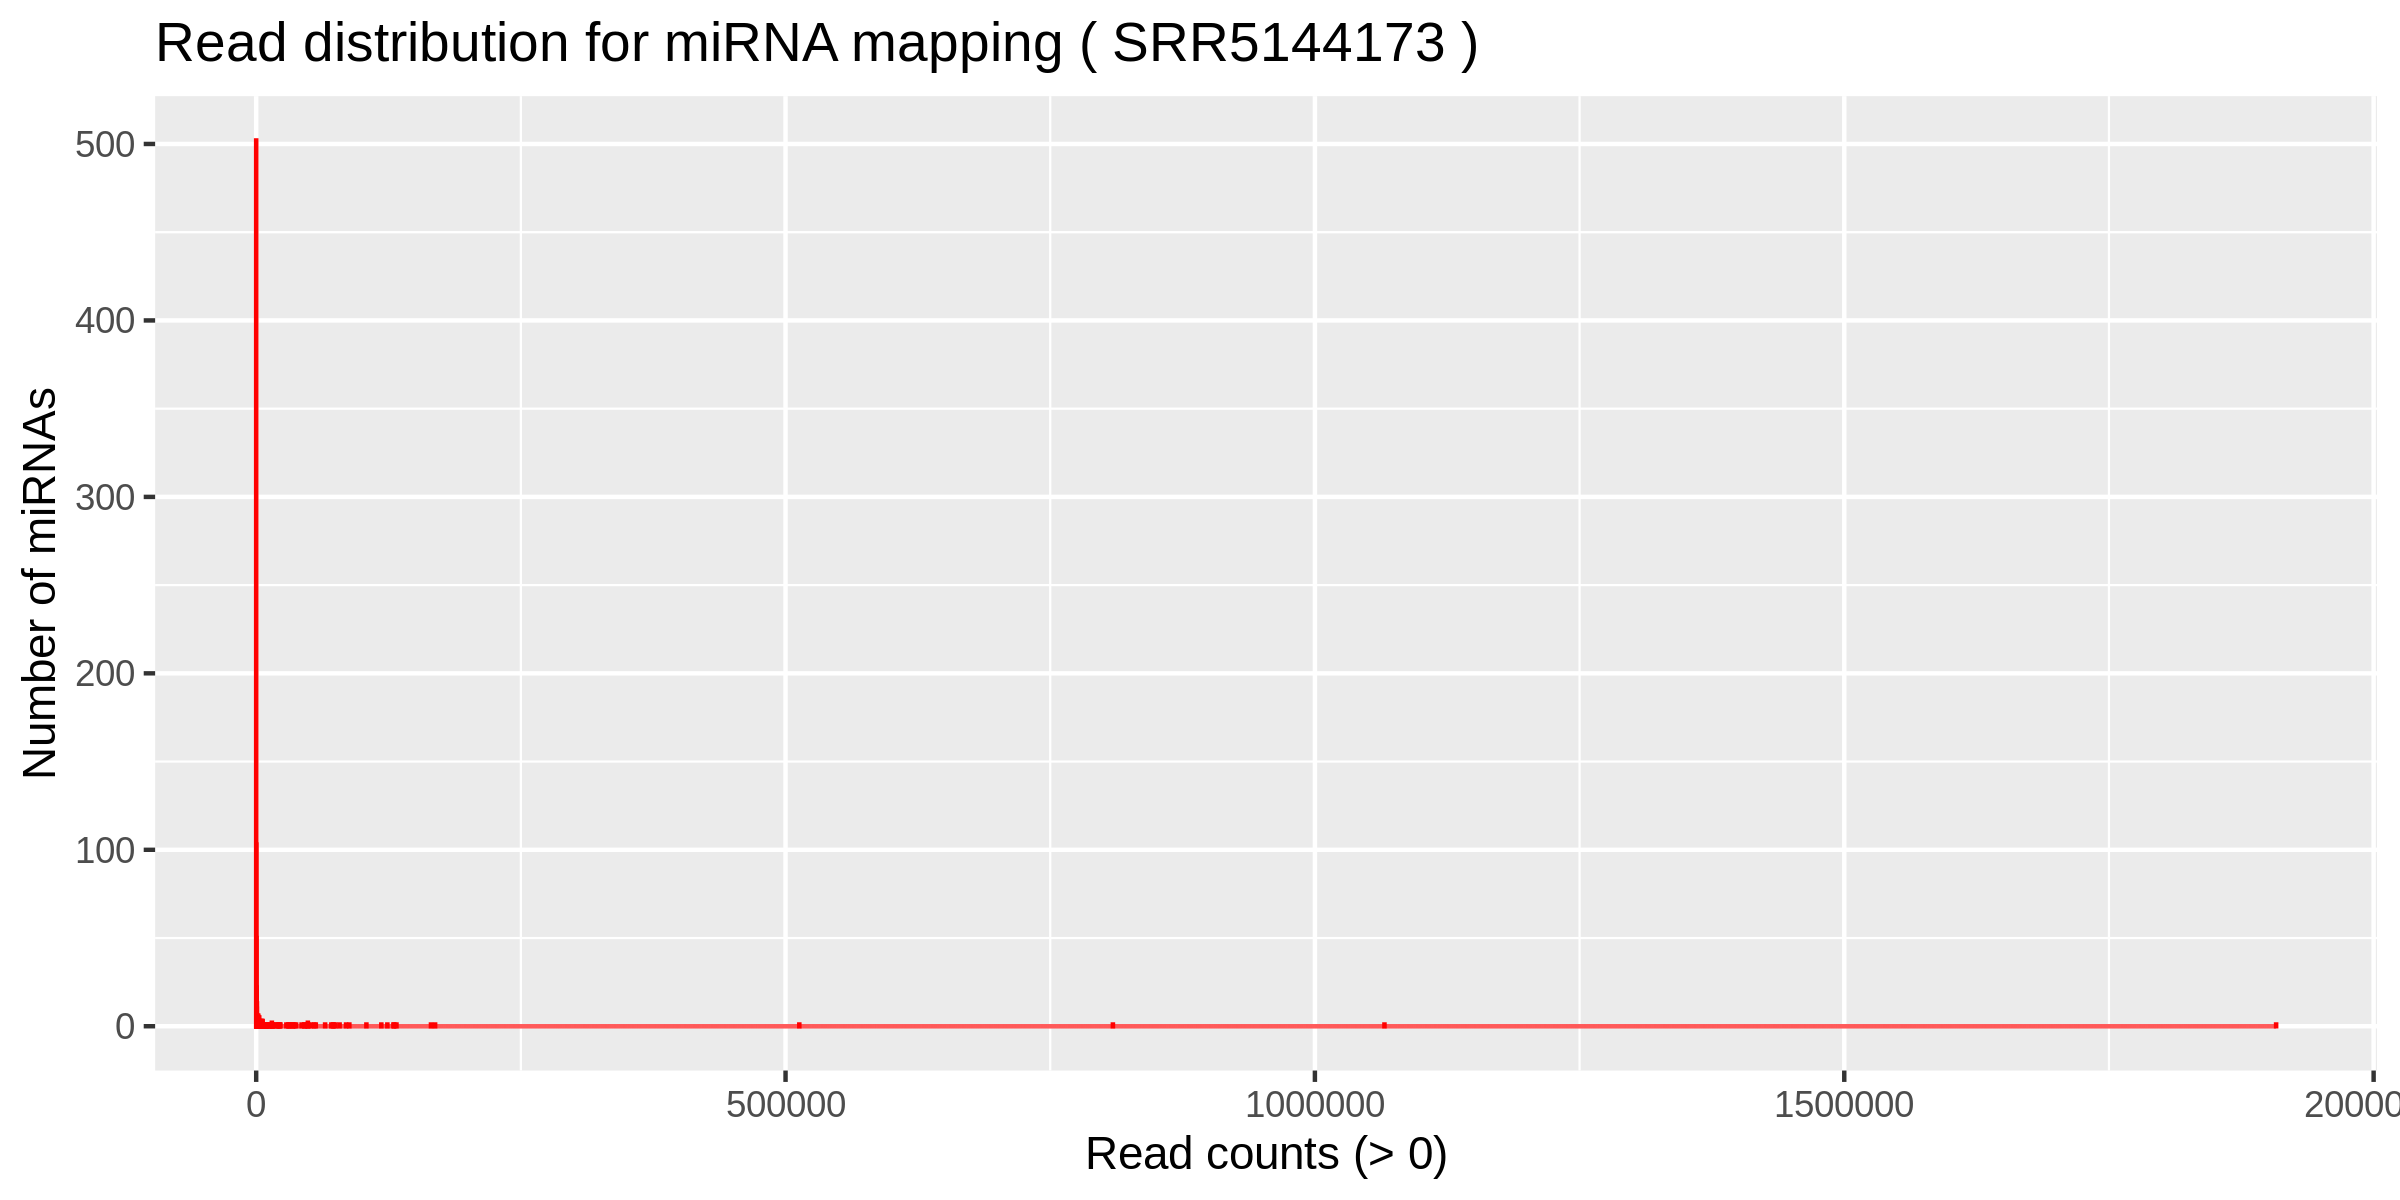 Read distribution for miRNA mapping ( SRR5144173 )
Number of miRNAs
500
400
300
200
100
0
0 500000 1000000 1500000 20000
Read counts (> 0)